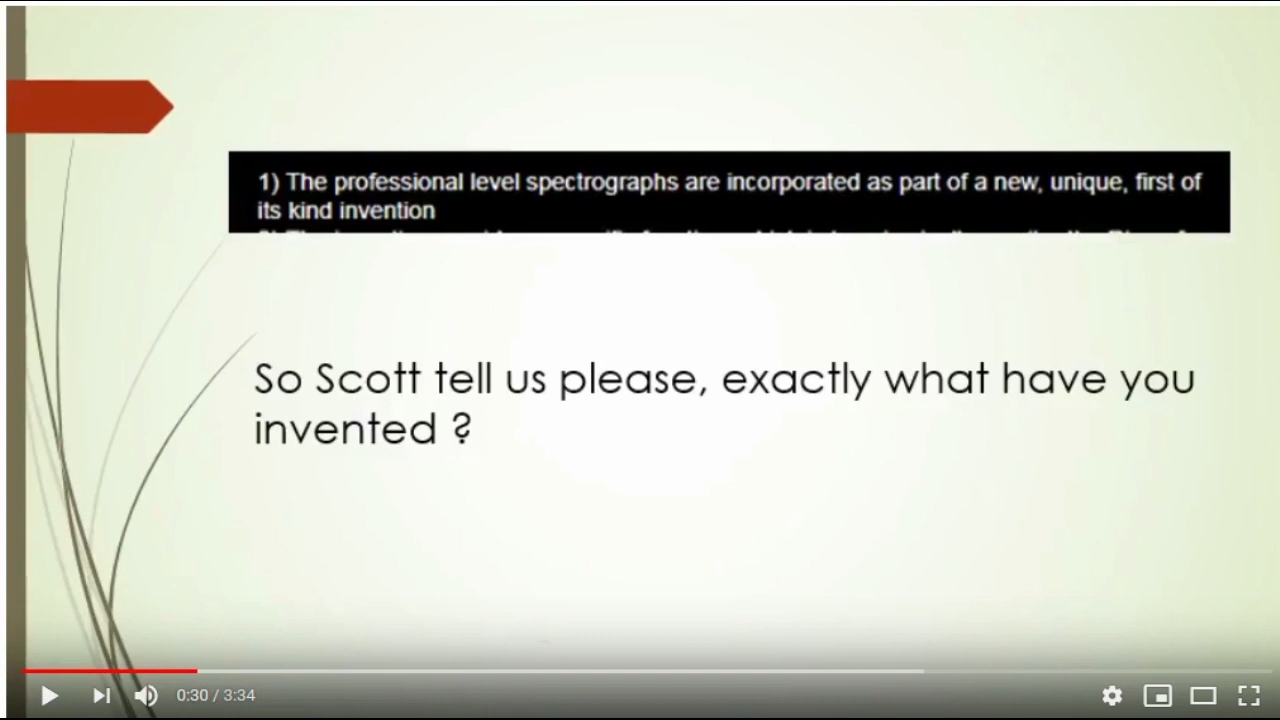 1) The professional level spectrographs are incorporated as part of a new, unique, first of
its kind invention
So Scott tell us please, exactly what have you
invented ?
0:30 / 3:34